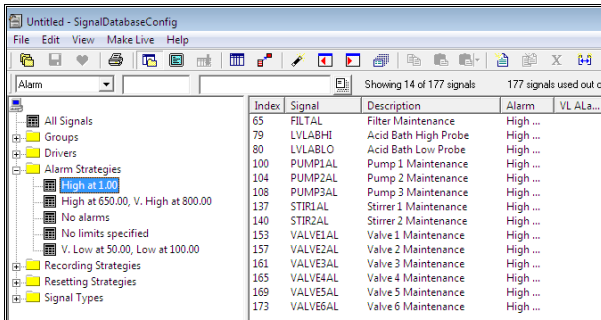 Untitled - SignalDatabaseConfig
File Edit View Make Live Help
Alarm Showing 14 of 177 signals 177 signals used out o
All Signals
Groups
Drivers
Alarm Strategies
High at 1.00
High at 650.00, V. High at 800.00
No alarms
No limits specified
V. Low at 50.00, Low at 100.00
Recording Strategies
Resetting Strategies
Signal Types
Index Signal Description Alarm VL ALa...
65 FILTAL Filter Maintenance High ...
79 LVLABHI Acid Bath High Probe High ...
80 LVLABLO Acid Bath Low Probe High ...
100 PUMP1AL Pump 1 Maintenance High ...
104 PUMP2AL Pump 2 Maintenance High ...
108 PUMP3AL Pump 3 Maintenance High ...
137 STIR1AL Stirrer 1 Maintenance High ...
140 STIR2AL Stirrer 2 Maintenance High ...
153 VALVE1AL Valve 1 Maintenance High ...
157 VALVE2AL Valve 2 Maintenance High ...
161 VALVE3AL Valve 3 Maintenance High ...
165 VALVE4AL Valve 4 Maintenance High ...
169 VALVE5AL Valve 5 Maintenance High ...
173 VALVE6AL Valve 6 Maintenance High ...